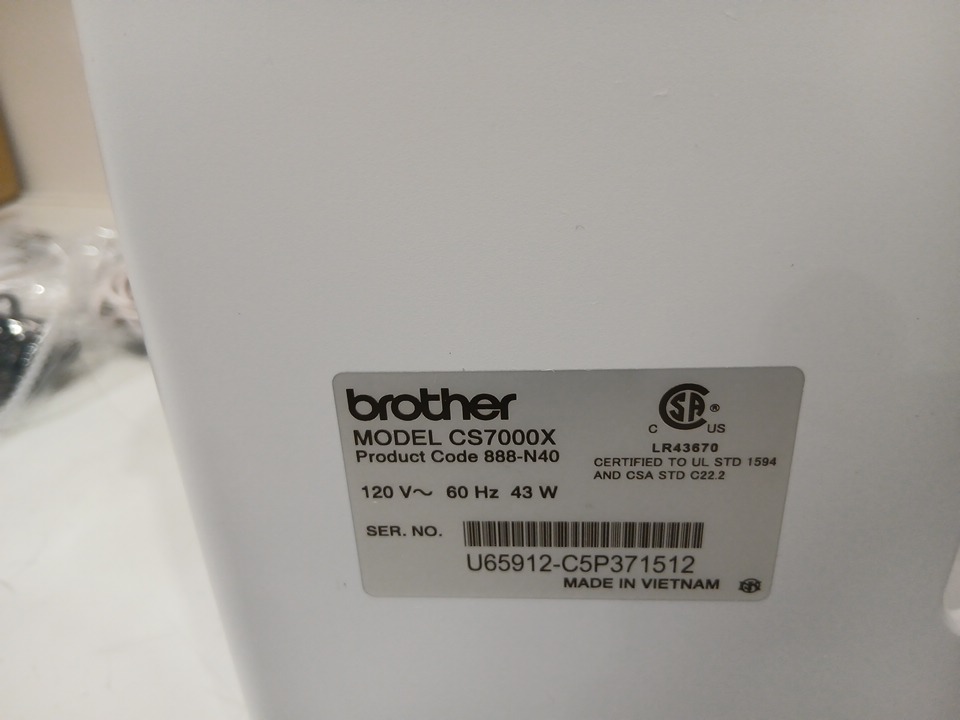 brother
MODEL CS7000X
Product Code 888-N40
120 V~ 60 Hz 43 W
SER. NO.
U65912-C5P371512
MADE IN VIETNAM
SA ®
C US
LR43670
CERTIFIED TO UL STD 1594
AND CSA STD C22.2